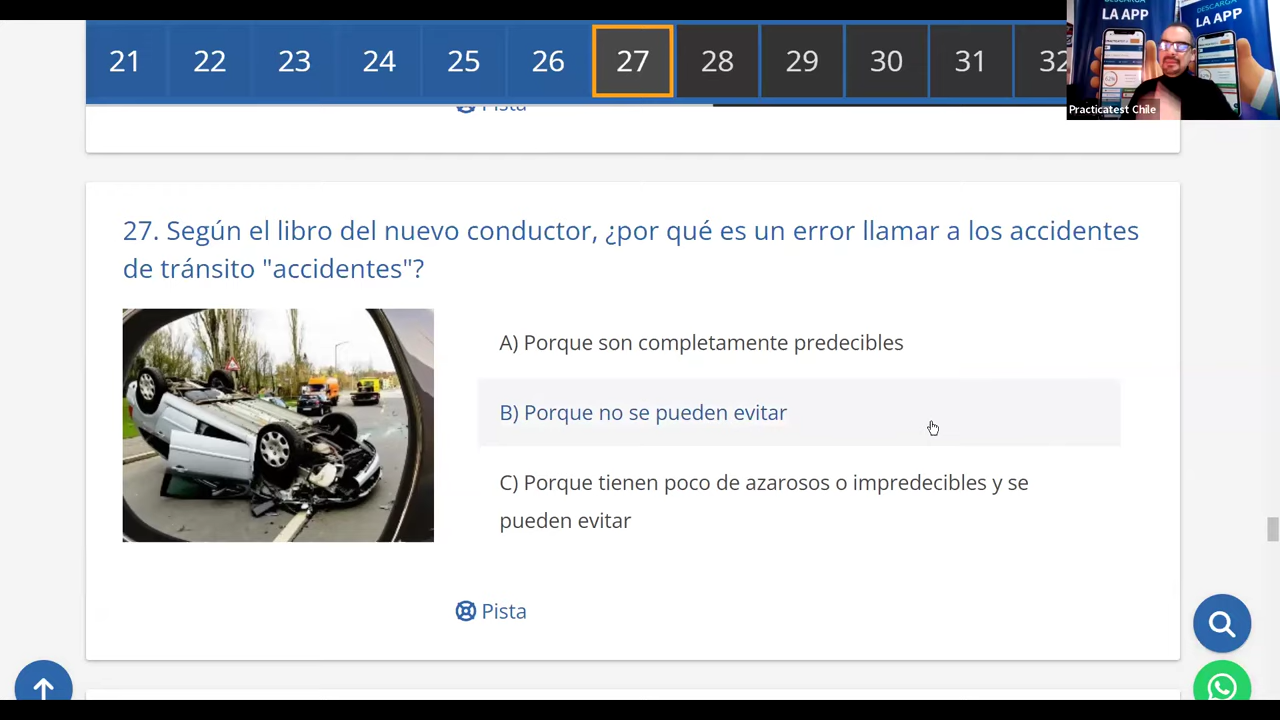 DESCARGA
LA APP
DESCARGA
LA APP
21 22 23 24 25 26 27 28 29 30 31 32
Practicatest Chile
Pista
27. Según el libro del nuevo conductor, ¿por qué es un error llamar a los accidentes
de tránsito "accidentes"?
A) Porque son completamente predecibles
B) Porque no se pueden evitar
C) Porque tienen poco de azarosos o impredecibles y se
pueden evitar
Pista